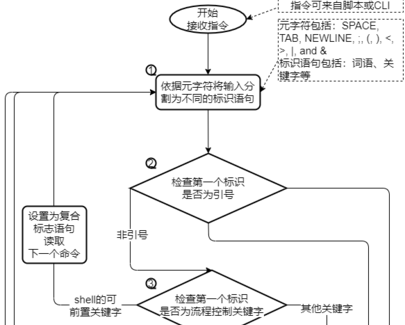 开始
接收指令
指令可来自脚本或CLI
元字符包括：SPACE,
TAB, NEWLINE, ;, (, ), <,
>, |, and &
标识语句包括：词语、关
键字等
①
依据元字符将输入分
割为不同的标识语句
②
检查第一个标识
是否为引号
设置为复合
标志语句
读取
下一个命令
非引号
③
shell的可
前置关键字
检查第一个标识
是否为流程控制关键字
其他关键字